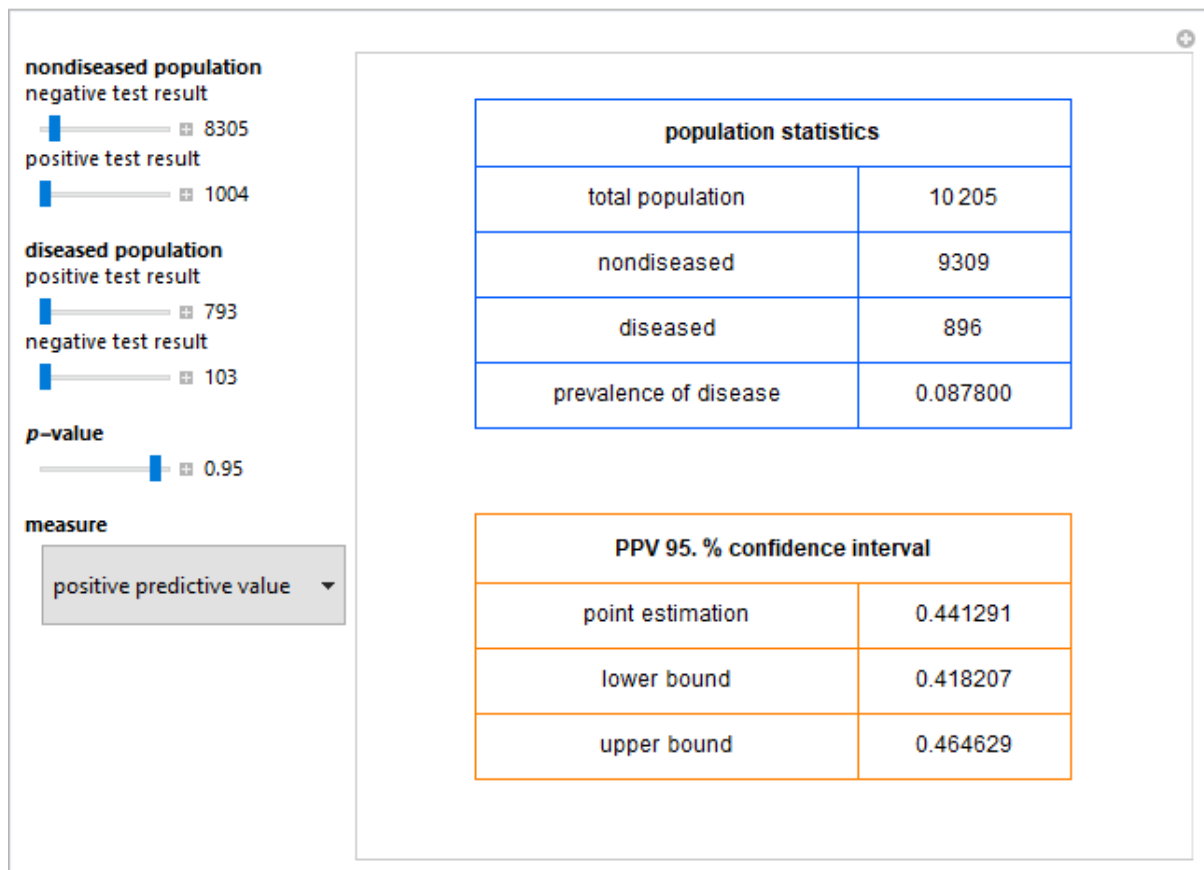 nondiseased population
negative test result
8305
positive test result
1004
diseased population
positive test result
793
negative test result
103
p-value
0.95
measure
positive predictive value
population statistics
total population 10 205
nondiseased 9309
diseased 896
prevalence of disease 0.087800
PPV 95. % confidence interval
point estimation 0.441291
lower bound 0.418207
upper bound 0.464629